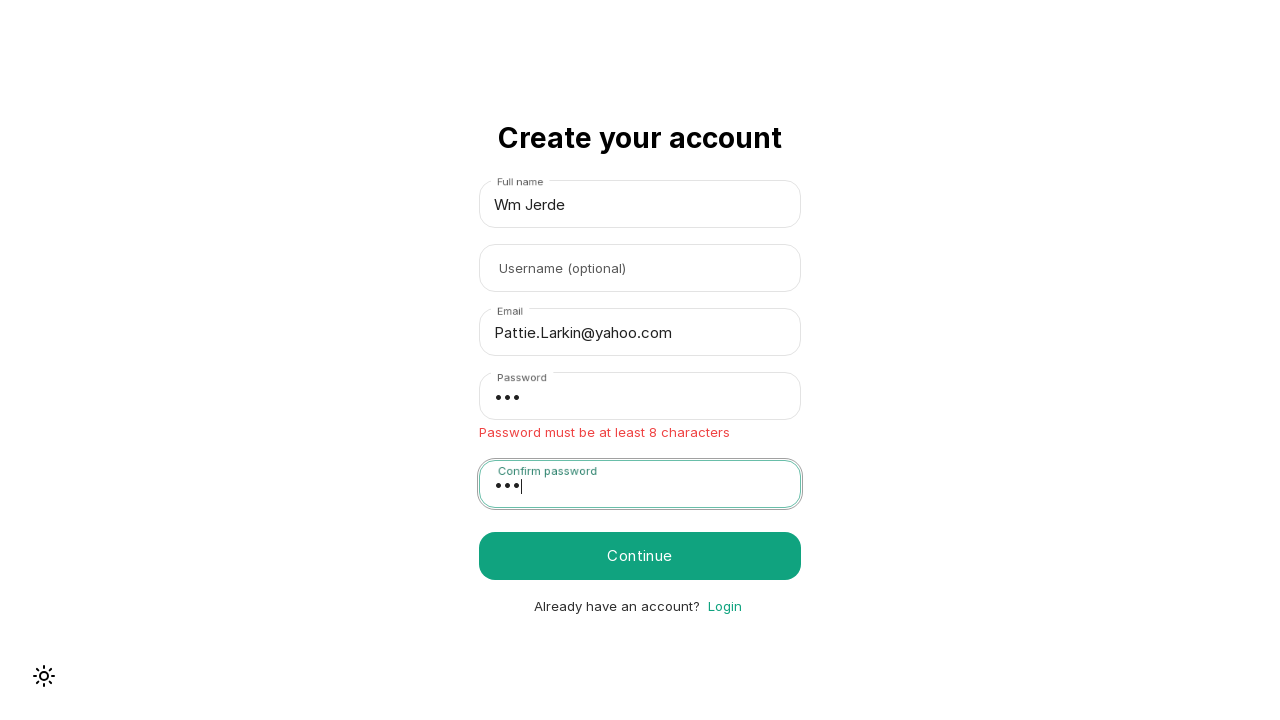 Create your account
Full name
Wm Jerde
Username (optional)
Email
Pattie.Larkin@yahoo.com
Password
•••
Password must be at least 8 characters
Confirm password
•••
Continue
Already have an account? Login